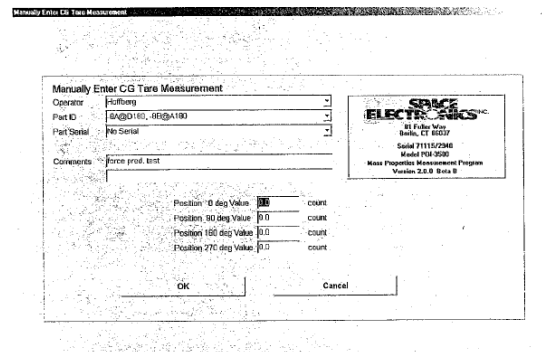 Manually Enter CG Tare Measurement
Manually Enter CG Tare Measurement
Operator Hoffberg
Part ID -8A@D180, -8B@A180
Part Serial No Serial
Comments force prod. test
SPACE
ELECTRONICS INC.
81 Fuller Way
Berlin, CT 06037
Serial 71115/2948
Model POI-3500
Mass Properties Measurement Program
Version 2.0.0 Beta 8
Position 0 deg Value 0.0 count
Position 90 deg Value 0.0 count
Position 180 deg Value 0.0 count
Position 270 deg Value 0.0 count
OK Cancel